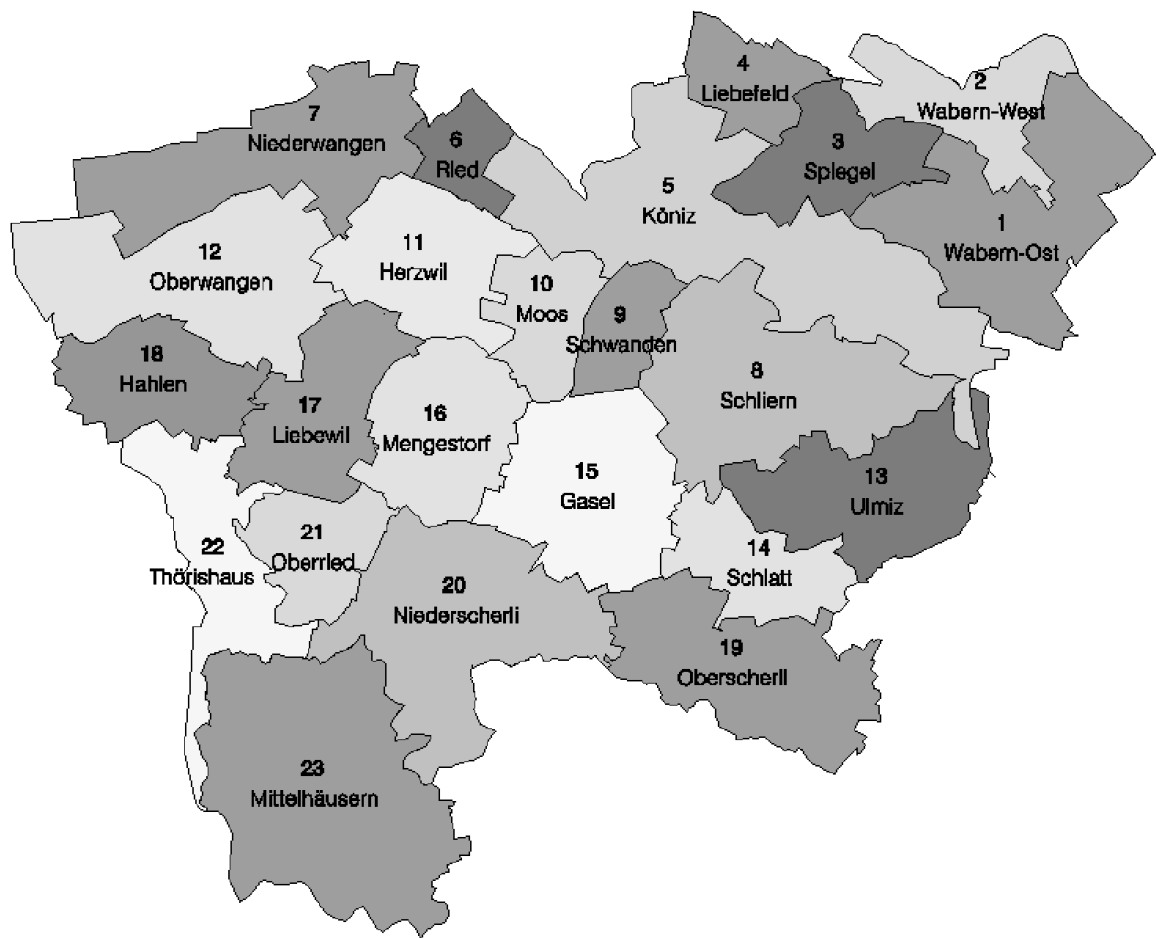 4
Liebefeld
2
Wabern-West
7
Niederwangen
6
Ried
3
Spiegel
5
Köniz
1
Wabern-Ost
12
Oberwangen
11
Herzwil
10
Moos
9
Schwanden
18
Hahlen
8
Schliern
17
Liebewil
16
Mengestorf
15
Gasel
13
Ulmiz
22
Thörishaus
21
Oberried
14
Schlatt
20
Niederscherli
19
Oberscherli
23
Mittelhäusern